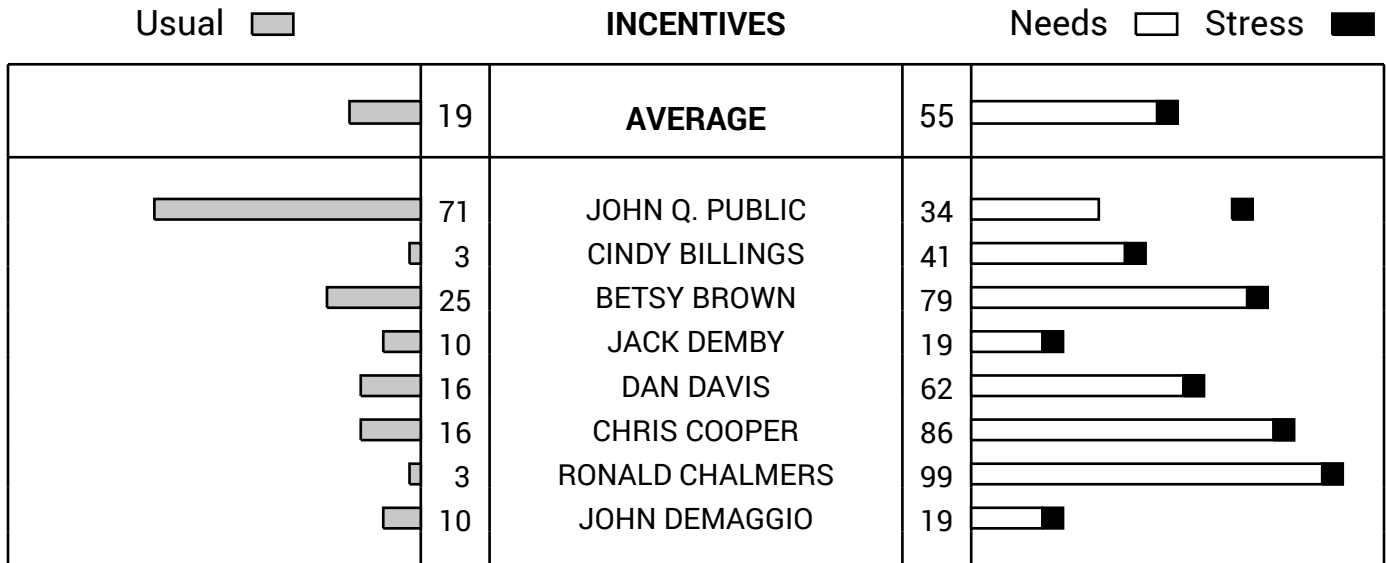 Usual INCENTIVES Needs Stress
19 AVERAGE 55
71 JOHN Q. PUBLIC 34
3 CINDY BILLINGS 41
25 BETSY BROWN 79
10 JACK DEMBY 19
16 DAN DAVIS 62
16 CHRIS COOPER 86
3 RONALD CHALMERS 99
10 JOHN DEMAGGIO 19